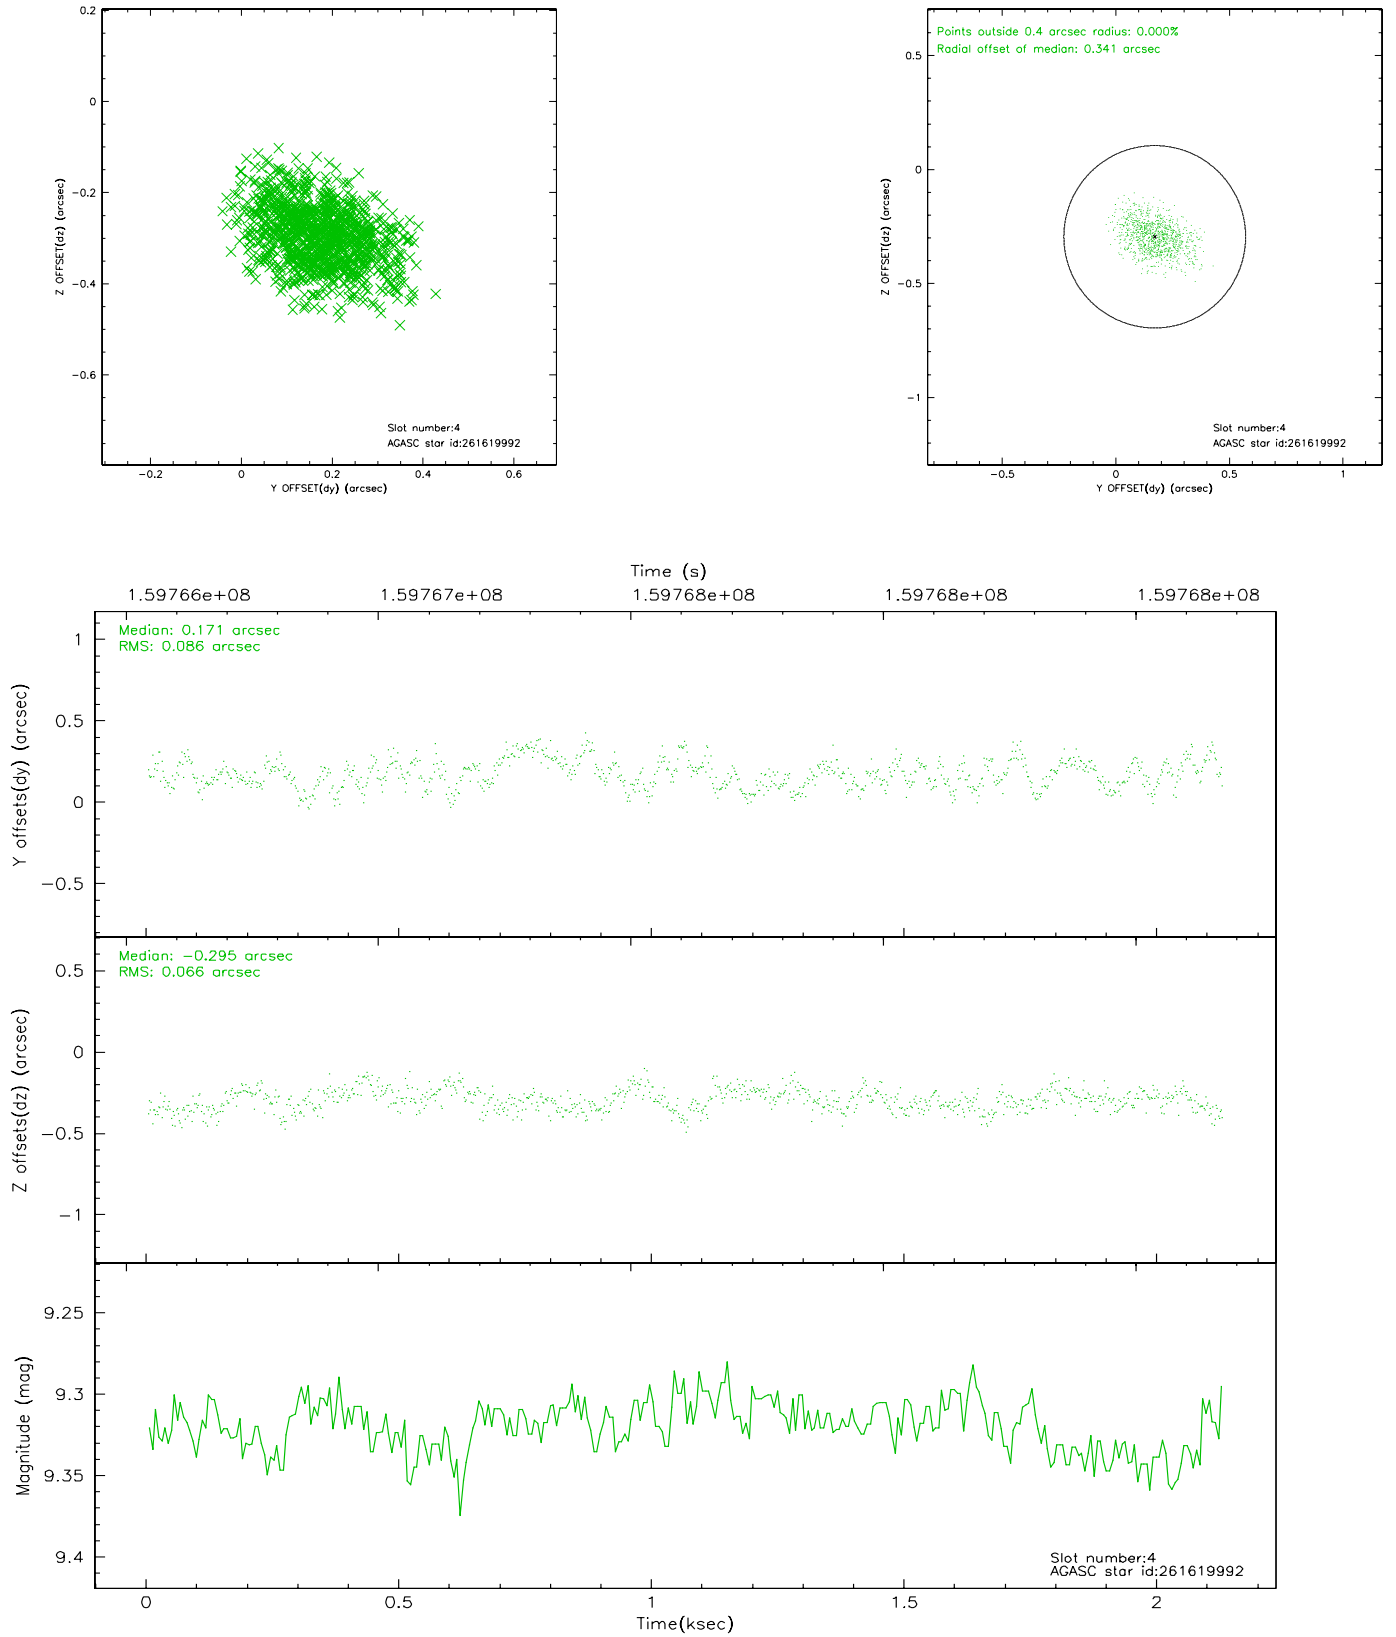 0.2
0
−0.2
−0.4
−0.6
Z OFFSET(dz) (arcsec)
Slot number:4
AGASC star id:261619992
−0.2 0 0.2 0.4 0.6
Y OFFSET(dy) (arcsec)
Points outside 0.4 arcsec radius: 0.000%
Radial offset of median: 0.341 arcsec
0.5
0
−0.5
−1
Z OFFSET(dz) (arcsec)
Slot number:4
AGASC star id:261619992
−0.5 0 0.5 1
Y OFFSET(dy) (arcsec)
Time (s)
1.59766e+08 1.59767e+08 1.59768e+08 1.59768e+08 1.59768e+08
Median: 0.171 arcsec
RMS: 0.086 arcsec
1
0.5
0
−0.5
Y offsets(dy) (arcsec)
Median: −0.295 arcsec
RMS: 0.066 arcsec
0.5
0
−0.5
−1
Z offsets(dz) (arcsec)
9.25
9.3
9.35
9.4
Magnitude (mag)
Slot number:4
AGASC star id:261619992
0 0.5 1 1.5 2
Time(ksec)